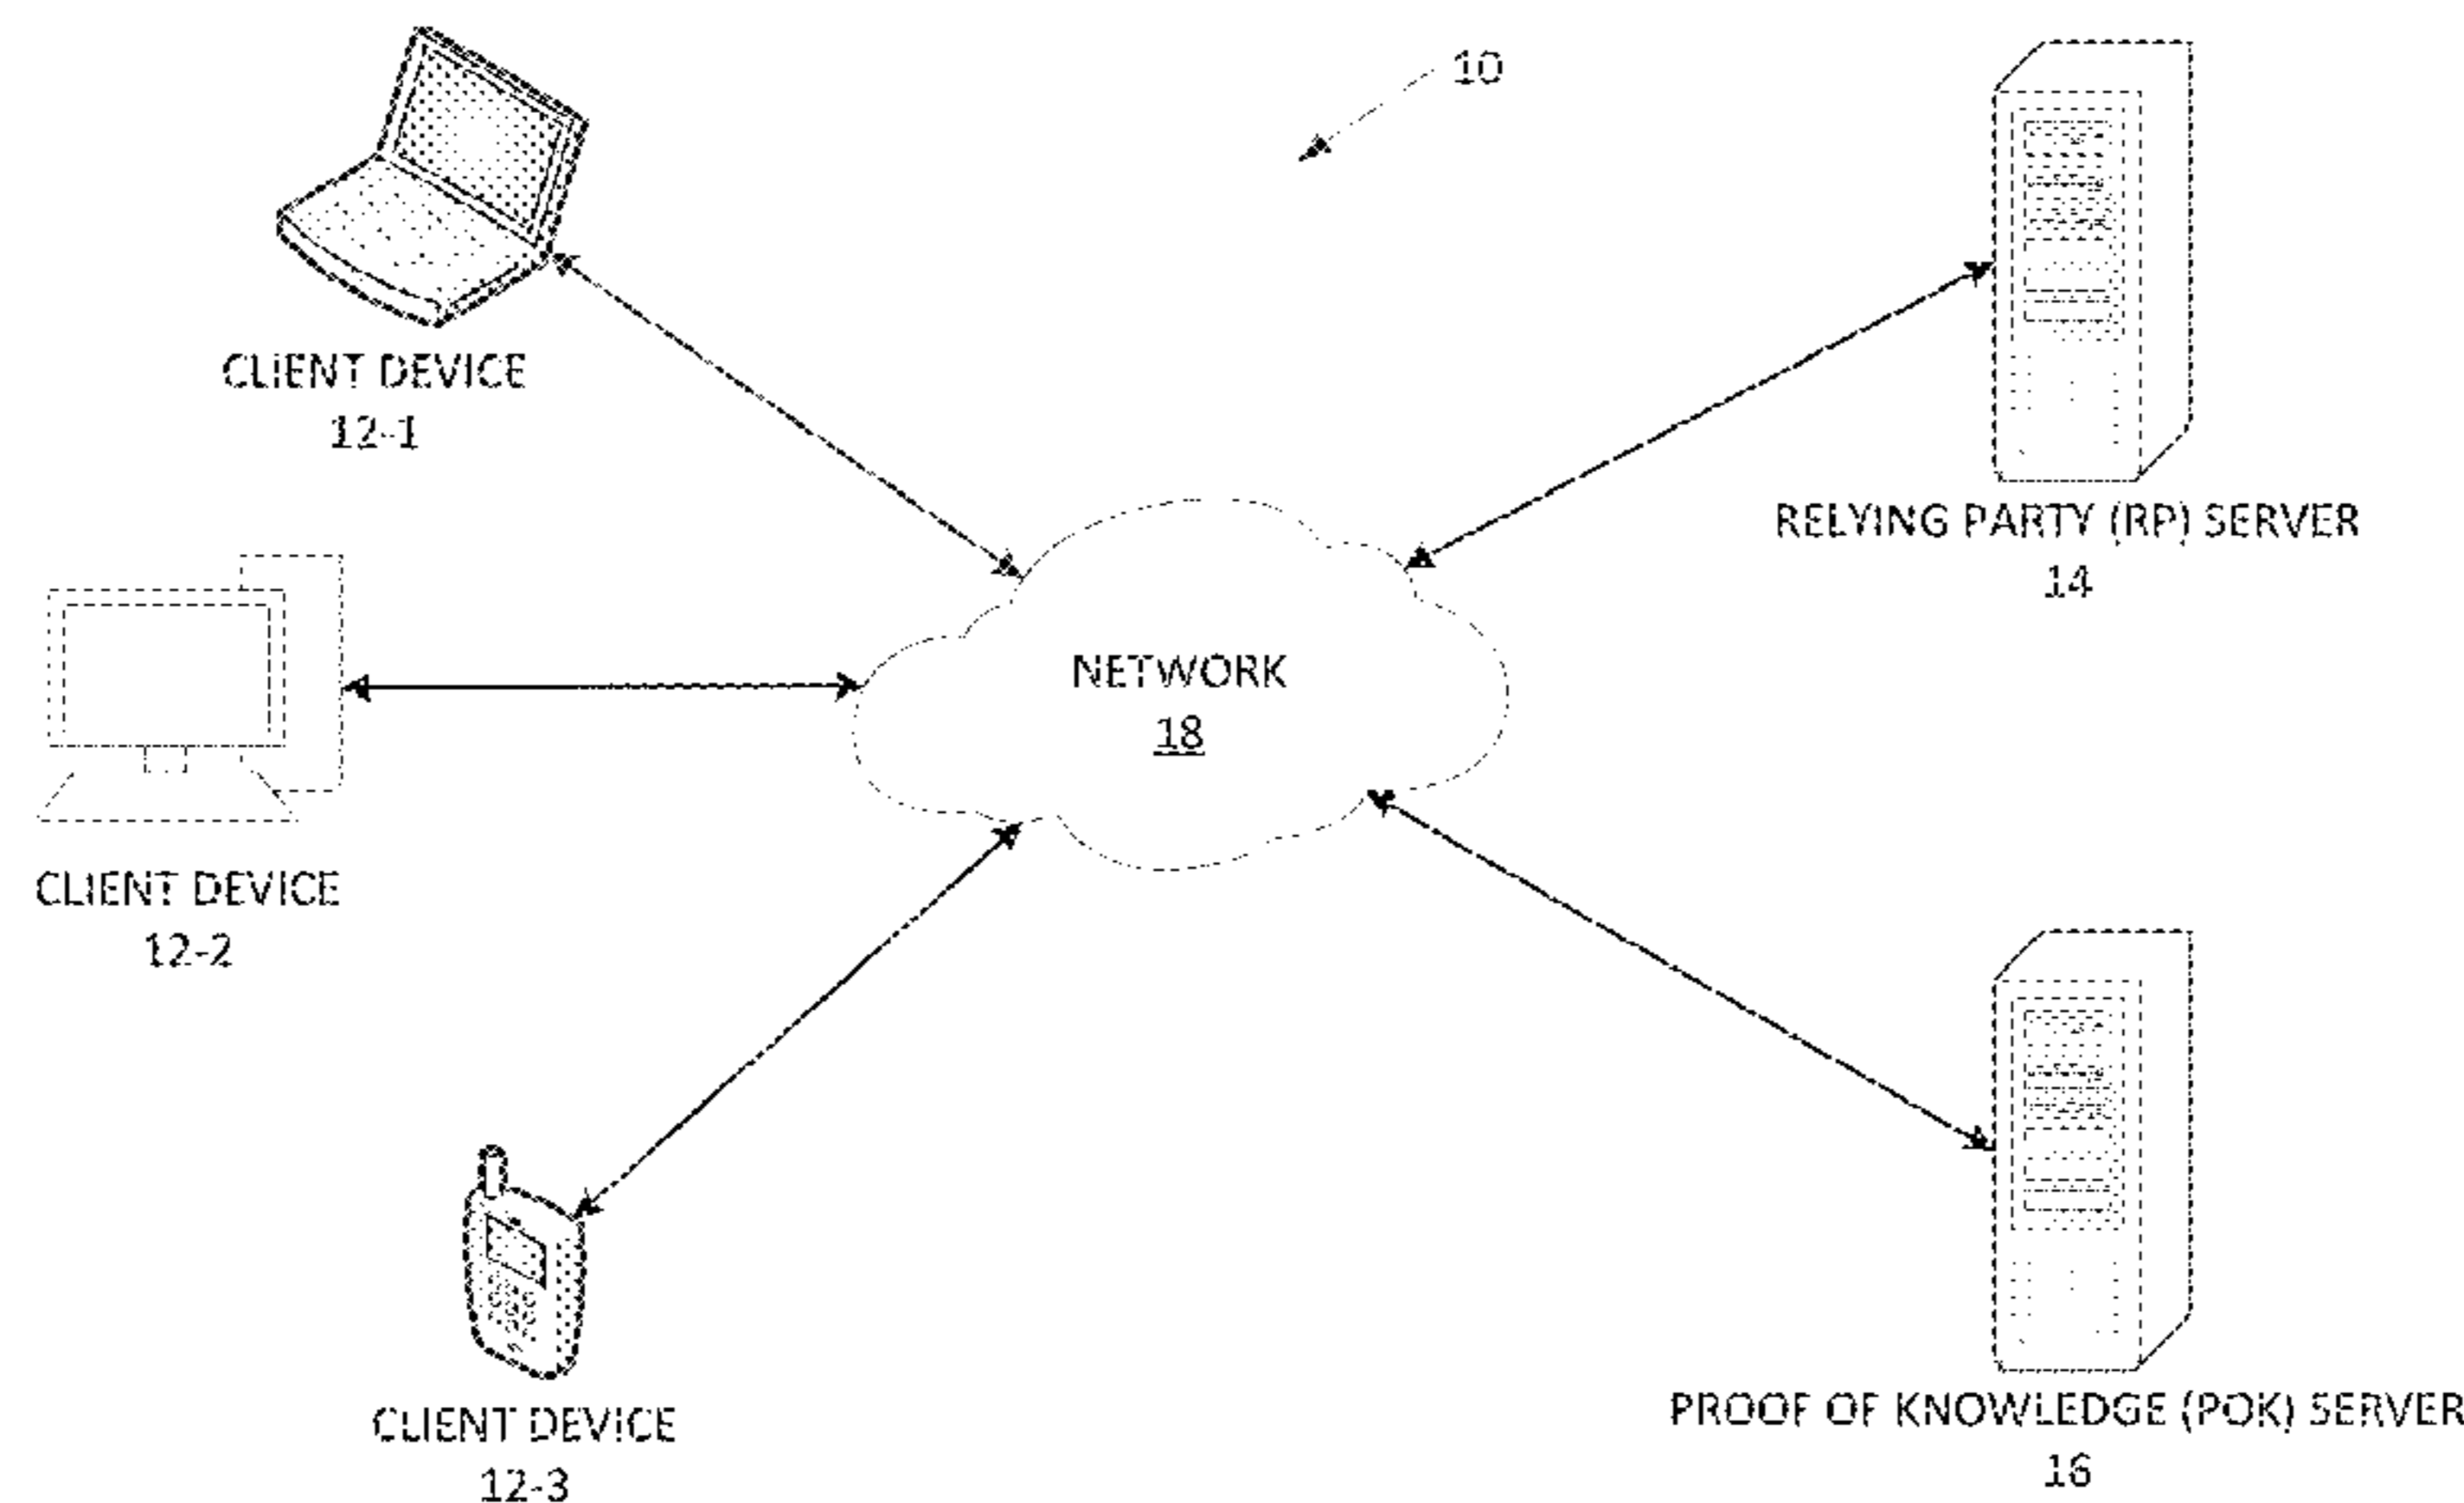 10
CLIENT DEVICE
12-1
RELYING PARTY (RP) SERVER
14
NETWORK
18
CLIENT DEVICE
12-2
CLIENT DEVICE
12-3
PROOF OF KNOWLEDGE (POK) SERVER
16